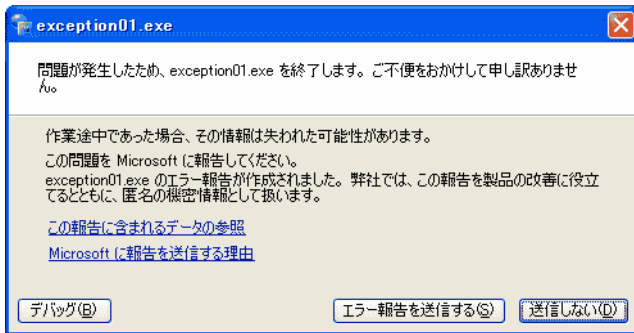 exception01.exe
問題が発生したため、exception01.exe を終了します。ご不便をおかけして申し訳ありませ
ん。
作業途中であった場合、その情報は失われた可能性があります。
この問題を Microsoft に報告してください。
exception01.exe のエラー報告が作成されました。弊社では、この報告を製品の改善に役立
てるとともに、匿名の機密情報として扱います。
この報告に含まれるデータの参照
Microsoft に報告を送信する理由
デバッグ(B) エラー報告を送信する(S) 送信しない(D)